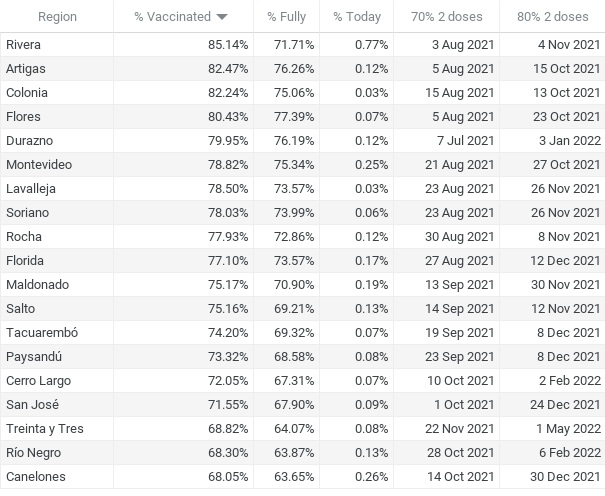 Region % Vaccinated % Fully % Today 70% 2 doses 80% 2 doses
Rivera 85.14% 71.71% 0.77% 3 Aug 2021 4 Nov 2021
Artigas 82.47% 76.26% 0.12% 5 Aug 2021 15 Oct 2021
Colonia 82.24% 75.06% 0.03% 15 Aug 2021 13 Oct 2021
Flores 80.43% 77.39% 0.07% 5 Aug 2021 23 Oct 2021
Durazno 79.95% 76.19% 0.12% 7 Jul 2021 3 Jan 2022
Montevideo 78.82% 75.34% 0.25% 21 Aug 2021 27 Oct 2021
Lavalleja 78.50% 73.57% 0.03% 23 Aug 2021 26 Nov 2021
Soriano 78.03% 73.99% 0.06% 23 Aug 2021 26 Nov 2021
Rocha 77.93% 72.86% 0.12% 30 Aug 2021 8 Nov 2021
Florida 77.10% 73.57% 0.17% 27 Aug 2021 12 Dec 2021
Maldonado 75.17% 70.90% 0.19% 13 Sep 2021 30 Nov 2021
Salto 75.16% 69.21% 0.13% 14 Sep 2021 12 Nov 2021
Tacuarembó 74.20% 69.32% 0.07% 19 Sep 2021 8 Dec 2021
Paysandú 73.32% 68.58% 0.08% 23 Sep 2021 8 Dec 2021
Cerro Largo 72.05% 67.31% 0.07% 10 Oct 2021 2 Feb 2022
San José 71.55% 67.90% 0.09% 1 Oct 2021 24 Dec 2021
Treinta y Tres 68.82% 64.07% 0.08% 22 Nov 2021 1 May 2022
Río Negro 68.30% 63.87% 0.13% 28 Oct 2021 6 Feb 2022
Canelones 68.05% 63.65% 0.26% 14 Oct 2021 30 Dec 2021